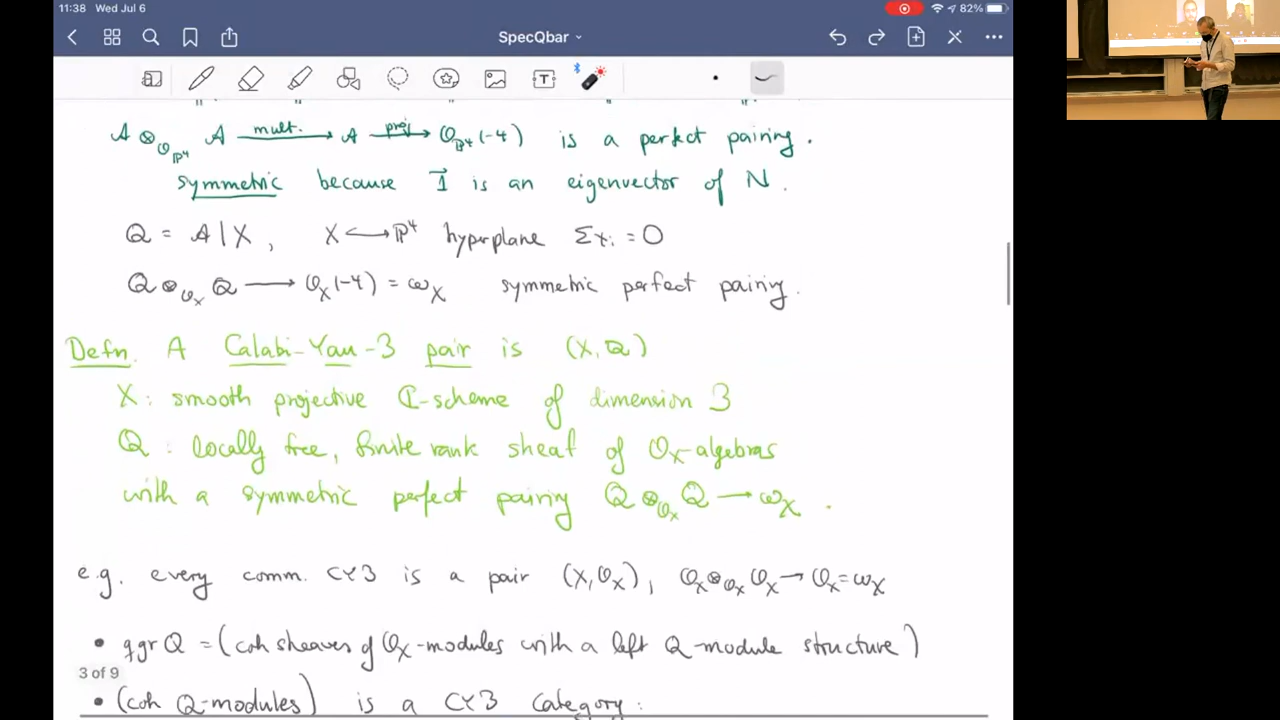 11:38 Wed Jul 6
82%
SpecQbar
A ⊗_{O_{ℙ⁴}} A —mult.→ A —proj→ O_{ℙ⁴}(-4) is a perfect pairing.
symmetric because 1⃗ is an eigenvector of N.
Q = A|X, X ↪ ℙ⁴ hyperplane Σxᵢ = 0
Q ⊗_{O_X} Q ⟶ O_X(-4) = ω_X symmetric perfect pairing.
Defn. A Calabi-Yau-3 pair is (X, Q)
X: smooth projective ℂ-scheme of dimension 3
Q: locally free, finite rank sheaf of O_X-algebras
with a symmetric perfect pairing Q ⊗_{O_X} Q ⟶ ω_X.
e.g. every comm. CY3 is a pair (X, O_X), O_X ⊗_{O_X} O_X → O_X = ω_X
• qgr Q = (coh sheaves of O_X-modules with a left Q-module structure)
3 of 9
• (coh Q-modules) is a CY3 category: